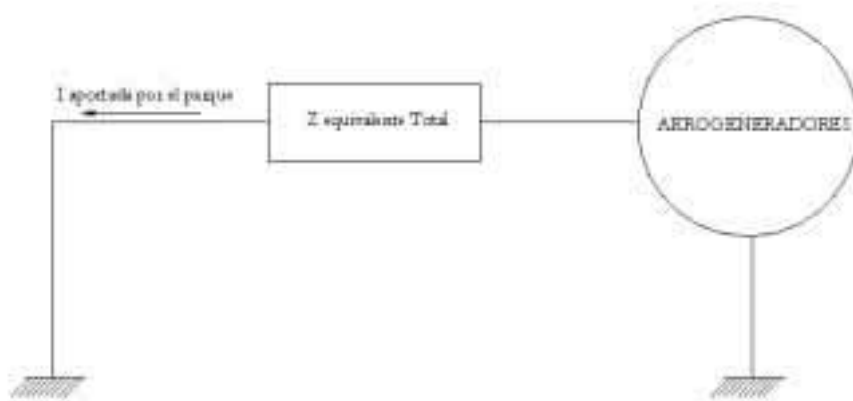 I aportada por el parque
Z equivalente Total
AEROGENERADORES